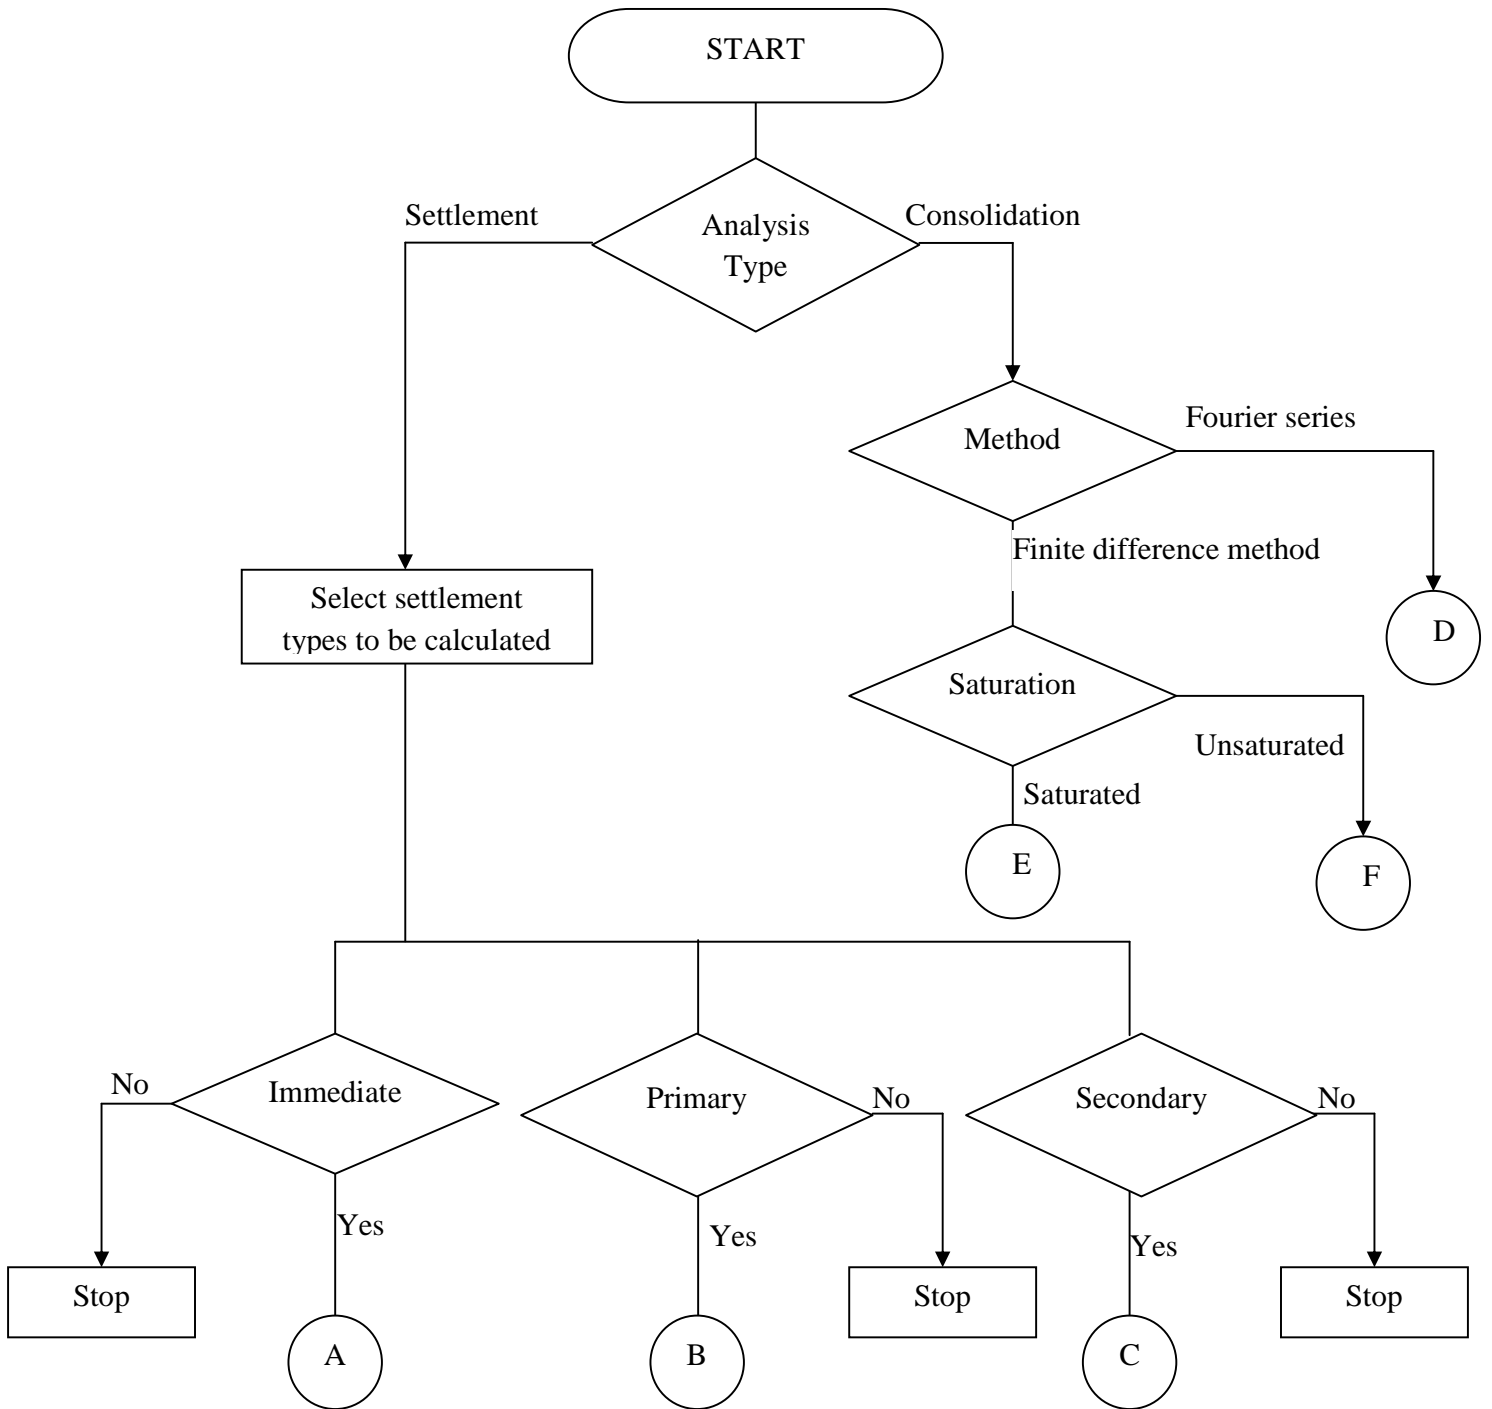 START
Settlement
Analysis
Type
Consolidation
Method
Fourier series
Finite difference method
D
Select settlement
types to be calculated
Saturation
Unsaturated
Saturated
E
F
No
Immediate
Primary
No
Secondary
No
Yes
Yes
Yes
Stop
Stop
Stop
A
B
C